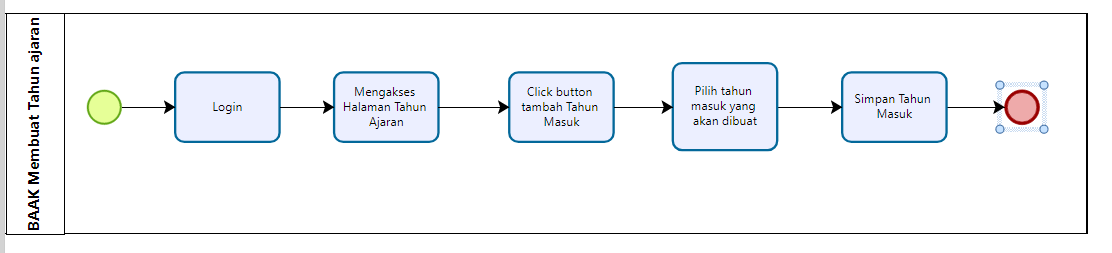 BAAK Membuat Tahun ajaran
Login
Mengakses
Halaman Tahun
Ajaran
Click button
tambah Tahun
Masuk
Pilih tahun
masuk yang
akan dibuat
Simpan Tahun
Masuk